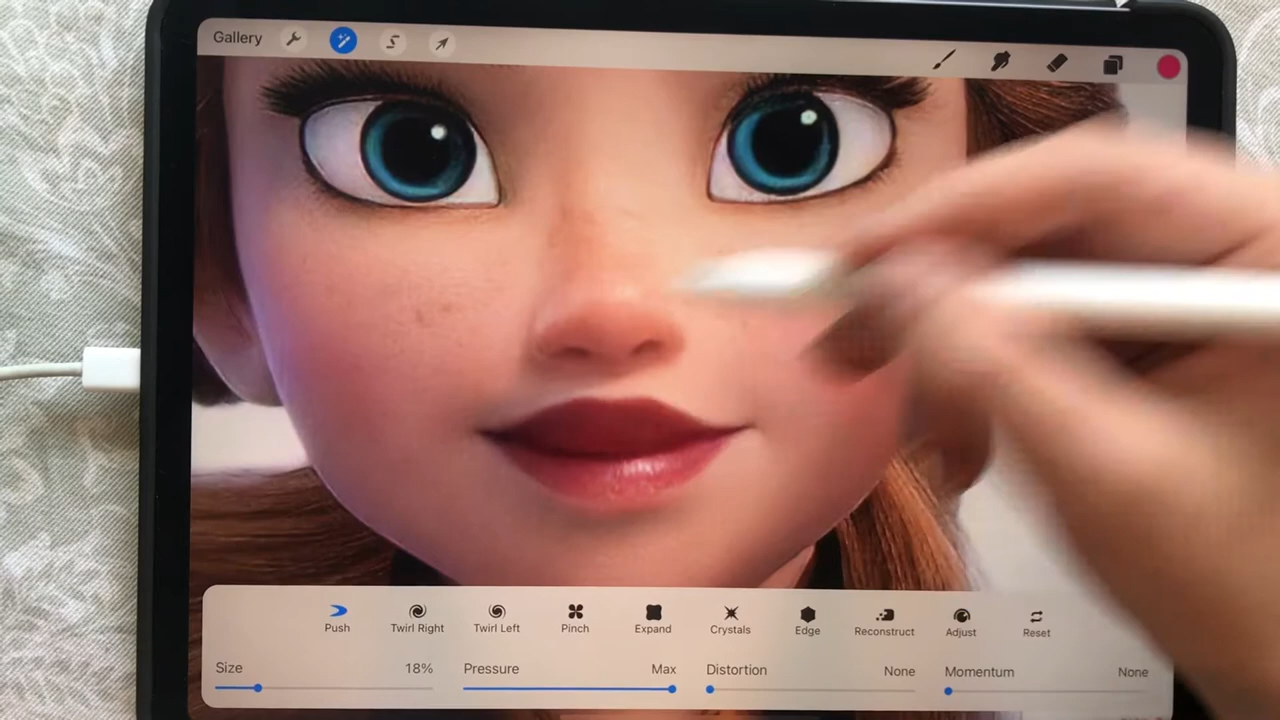 Gallery
Push Twirl Right Twirl Left Pinch Expand Crystals Edge Reconstruct Adjust Reset
Size 18% Pressure Max Distortion None Momentum None